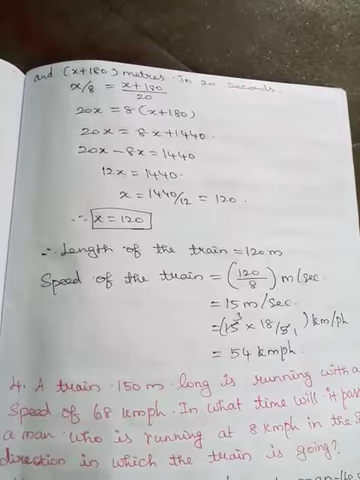 and (x+180) metres in 20 seconds.
x/8 = x+180/20
20x = 8(x+180)
20x = 8x+1440.
20x - 8x = 1440
12x = 1440.
x = 1440/12 = 120.
∴ x = 120
∴ Length of the train = 120 m
Speed of the train = (120/8) m/sec
= 15 m/sec.
= (15 3 × 18/5 1) km/ph
= 54 kmph.
4. A train 150 m long is running with a
Speed of 68 kmph. In what time will it pass
a man who is running at 8 kmph in the
direction in which the train is going?